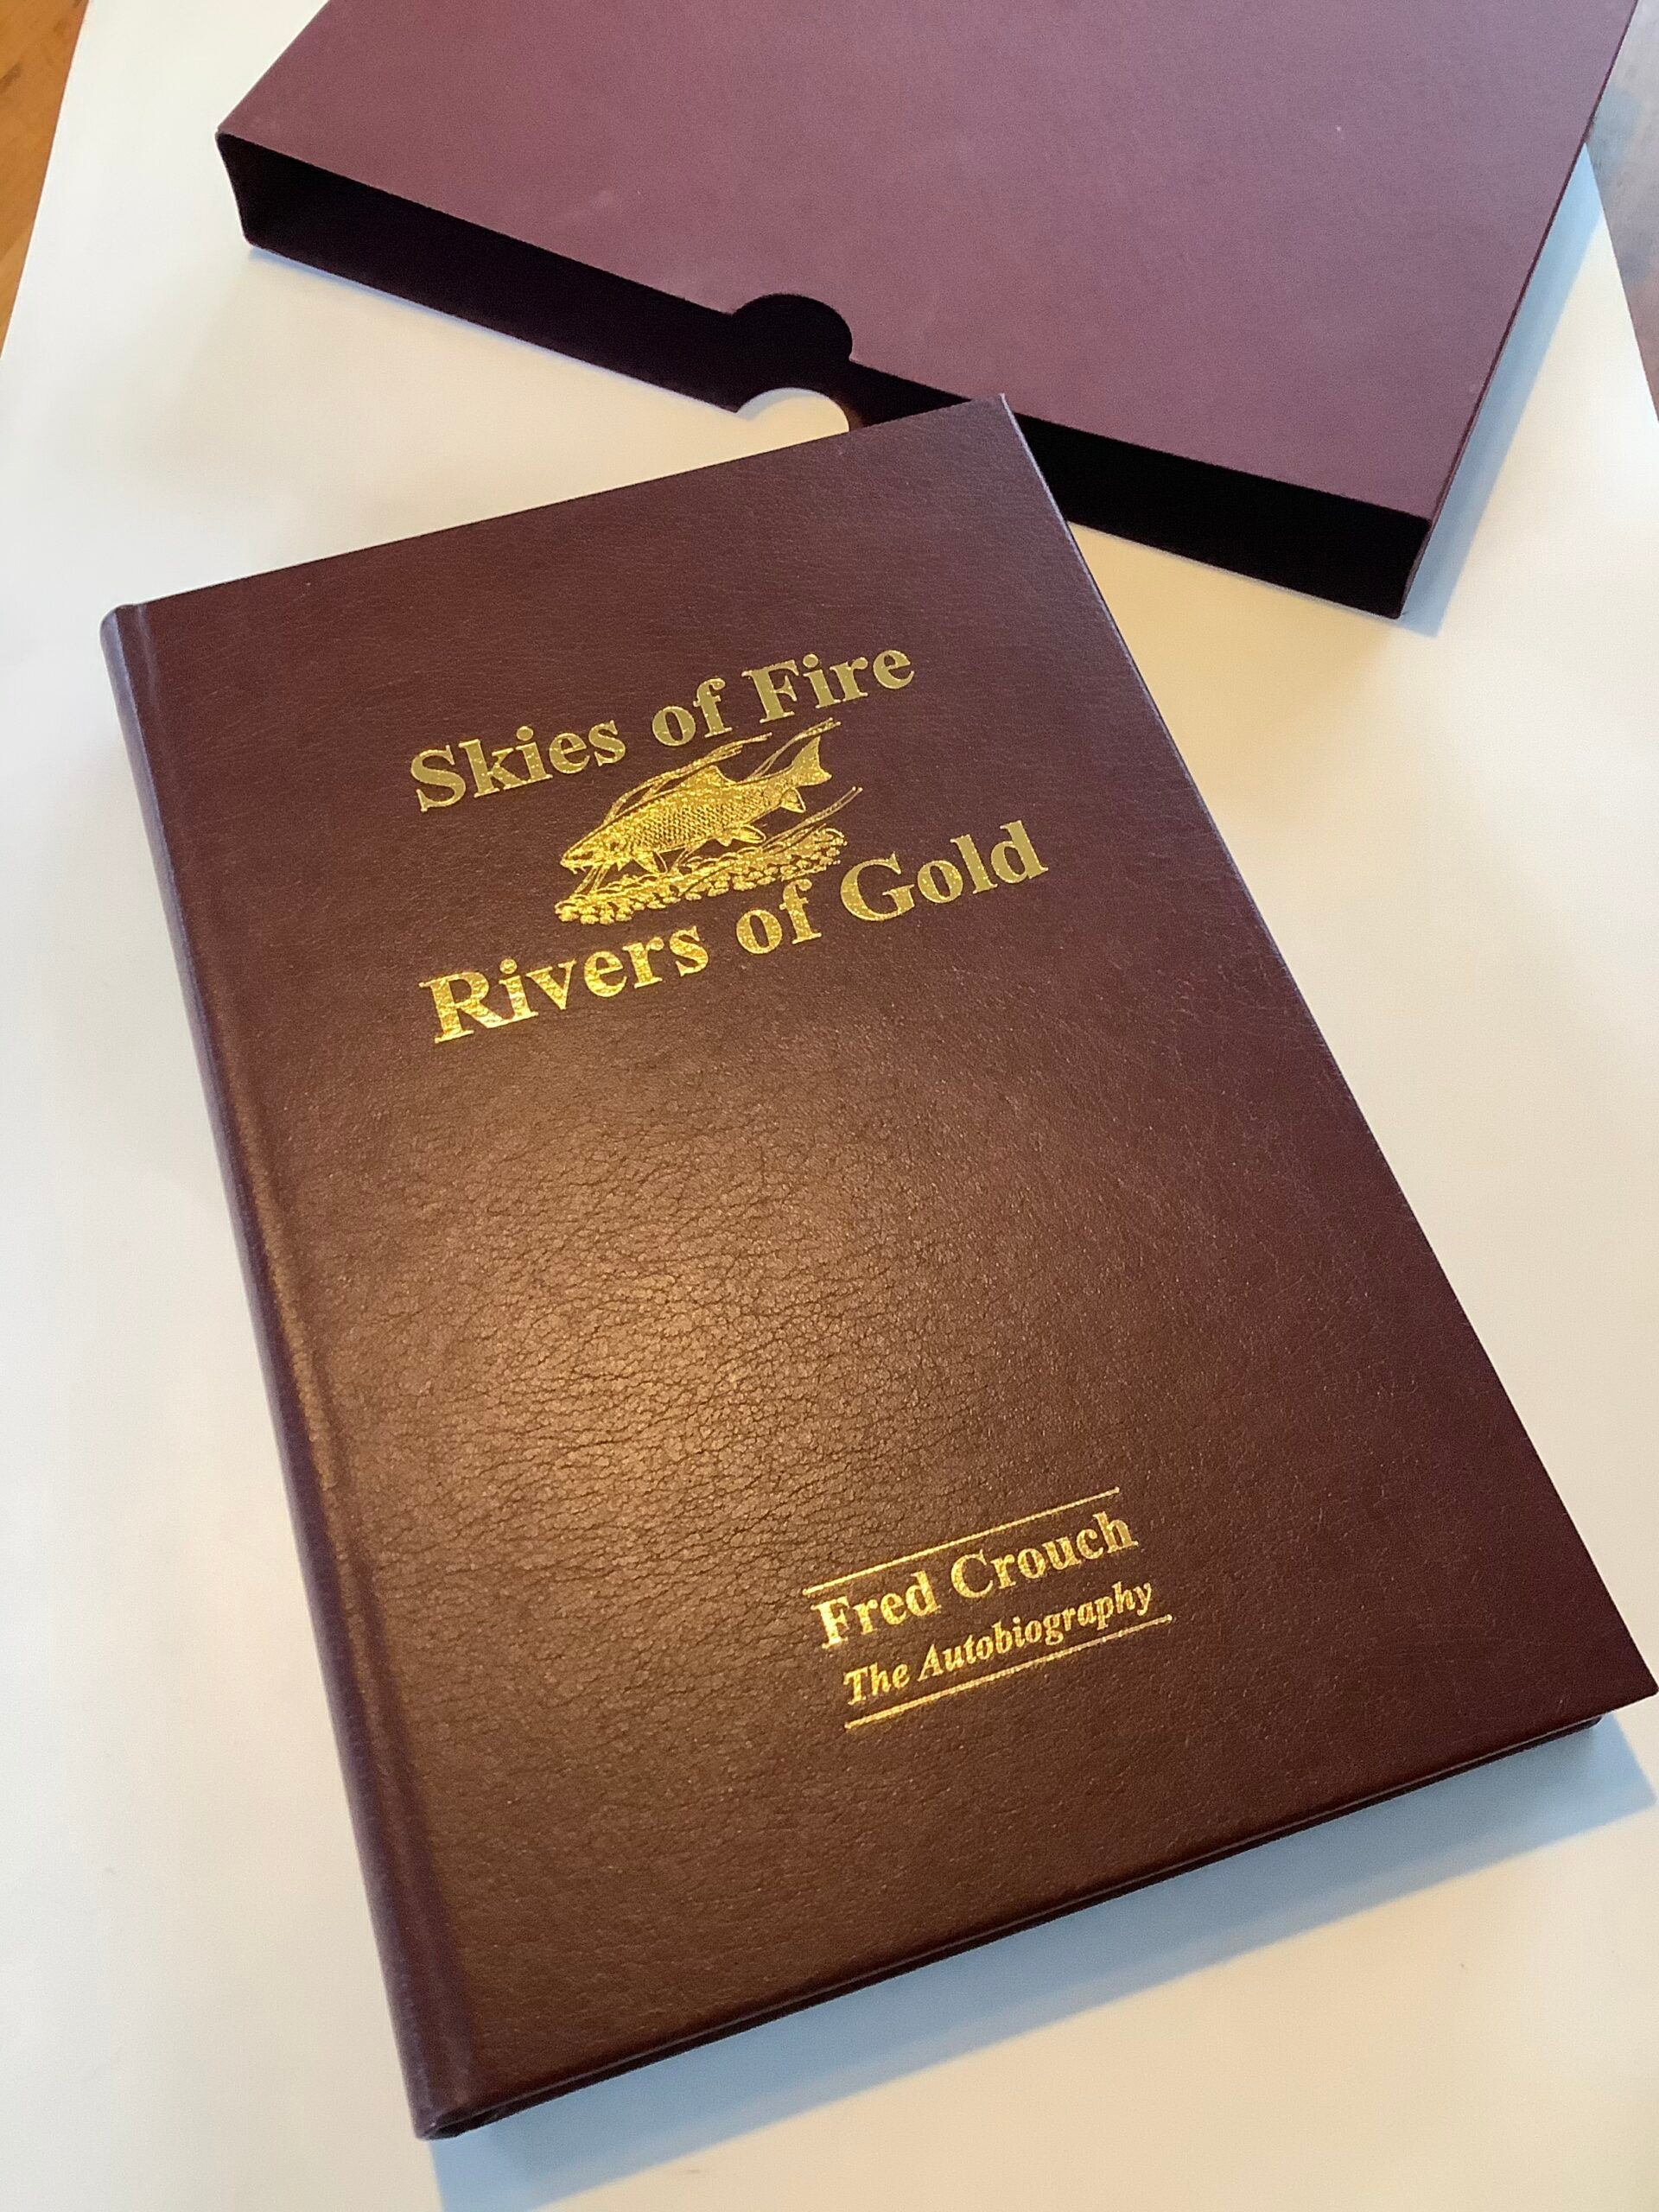 Skies of Fire
Rivers of Gold
Fred Crouch
The Autobiography